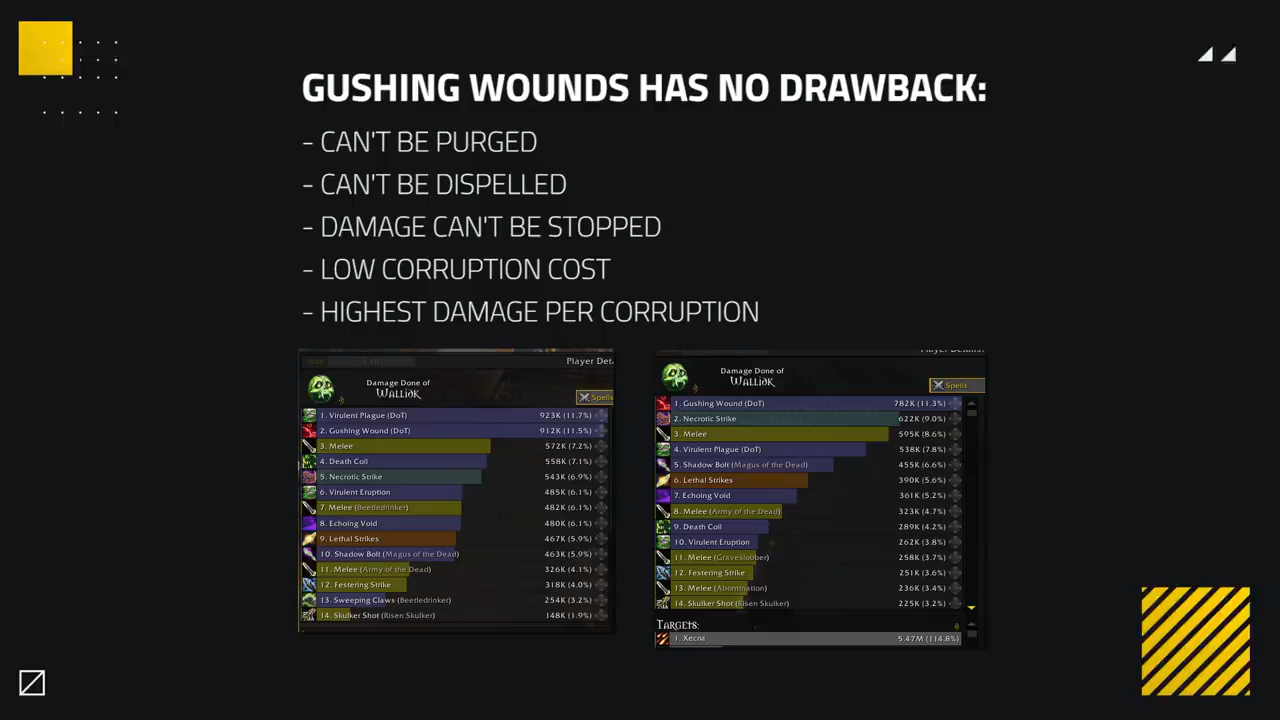 GUSHING WOUNDS HAS NO DRAWBACK:
- CAN'T BE PURGED
- CAN'T BE DISPELLED
- DAMAGE CAN'T BE STOPPED
- LOW CORRUPTION COST
- HIGHEST DAMAGE PER CORRUPTION
Player Deta
Damage Done of
WALLIDK
Spells
1. Virulent Plague (DoT) 923K (11.7%)
2. Gushing Wound (DoT) 912K (11.5%)
3. Melee 572K (7.2%)
4. Death Coil 558K (7.1%)
5. Necrotic Strike 543K (6.9%)
6. Virulent Eruption 485K (6.1%)
7. Melee (Beetledrinker) 482K (6.1%)
8. Echoing Void 480K (6.1%)
9. Lethal Strikes 467K (5.9%)
10. Shadow Bolt (Magus of the Dead) 463K (5.9%)
11. Melee (Army of the Dead) 326K (4.1%)
12. Festering Strike 318K (4.0%)
13. Sweeping Claws (Beetledrinker) 254K (3.2%)
14. Skulker Shot (Risen Skulker) 148K (1.9%)
Player Details:
Damage Done of
WALLIDK
Spells
1. Gushing Wound (DoT) 782K (11.3%)
2. Necrotic Strike 622K (9.0%)
3. Melee 595K (8.6%)
4. Virulent Plague (DoT) 538K (7.8%)
5. Shadow Bolt (Magus of the Dead) 455K (6.6%)
6. Lethal Strikes 390K (5.6%)
7. Echoing Void 361K (5.2%)
8. Melee (Army of the Dead) 323K (4.7%)
9. Death Coil 289K (4.2%)
10. Virulent Eruption 262K (3.8%)
11. Melee (Graveslobber) 258K (3.7%)
12. Festering Strike 251K (3.6%)
13. Melee (Abomination) 236K (3.4%)
14. Skulker Shot (Risen Skulker) 225K (3.2%)
TARGETS:
1. Xecna 5.47M (114.8%)